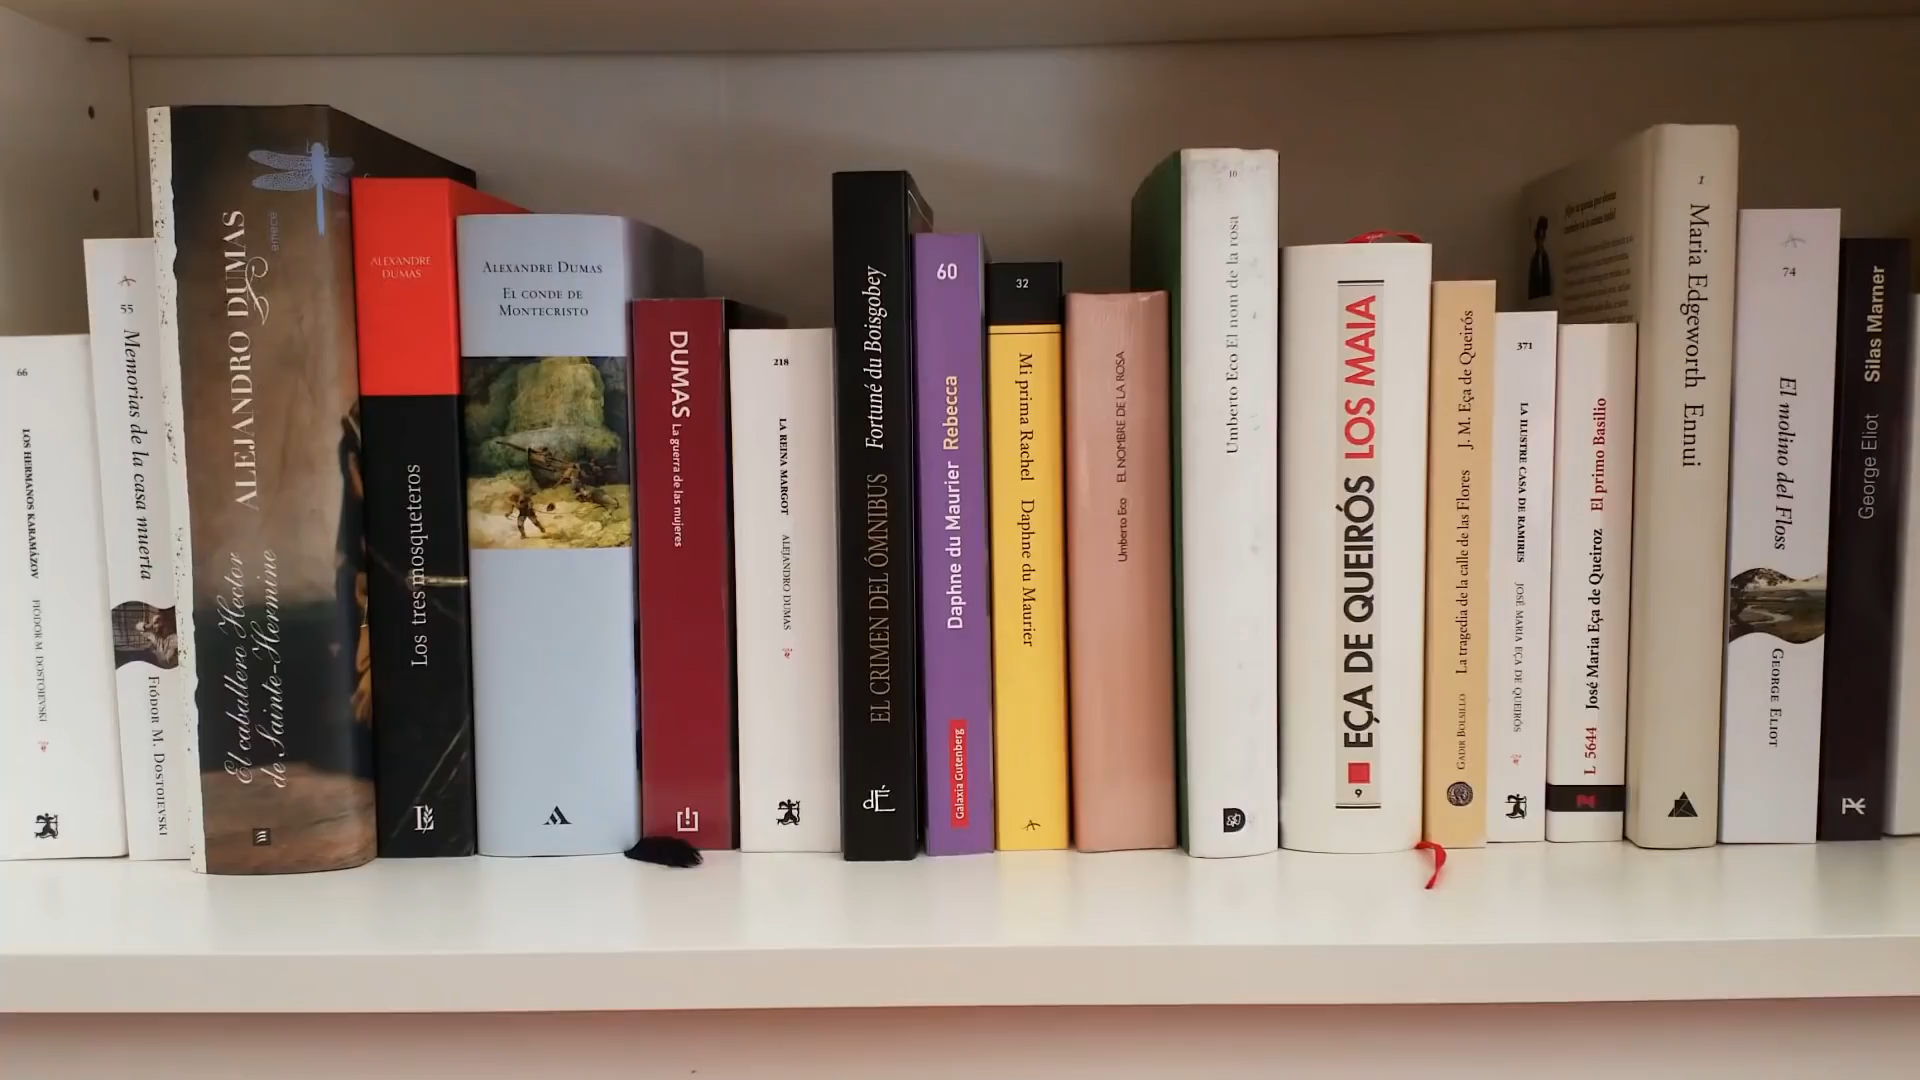 66
LOS HERMANOS KARAMÁZOV
FIÓDOR M. DOSTOIEVSKI
55
Memorias de la casa muerta
FIÓDOR M. DOSTOIEVSKI
ALEJANDRO DUMAS
El caballero Hector
de Sainte-Hermine
emecé
ALEXANDRE
DUMAS
Los tres mosqueteros
ALEXANDRE DUMAS
EL CONDE DE
MONTECRISTO
DUMAS La guerra de las mujeres
218
LA REINA MARGOT
ALEJANDRO DUMAS
EL CRIMEN DEL ÓMNIBUS Fortuné du Boisgobey
60
Daphne du Maurier Rebecca
Galaxia Gutenberg
32
Mi prima Rachel Daphne du Maurier
Umberto Eco EL NOMBRE DE LA ROSA
10
Umberto Eco El nom de la rosa
9 EÇA DE QUEIRÓS LOS MAIA
GADIR BOLSILLO La tragedia de la calle de las Flores J. M. Eça de Queirós
371
LA ILUSTRE CASA DE RAMIRES
JOSÉ MARIA EÇA DE QUEIRÓS
L 5644 José Maria Eça de Queiroz El primo Basilio
1
Maria Edgeworth Ennui
74
El molino del Floss
GEORGE ELIOT
George Eliot Silas Marner